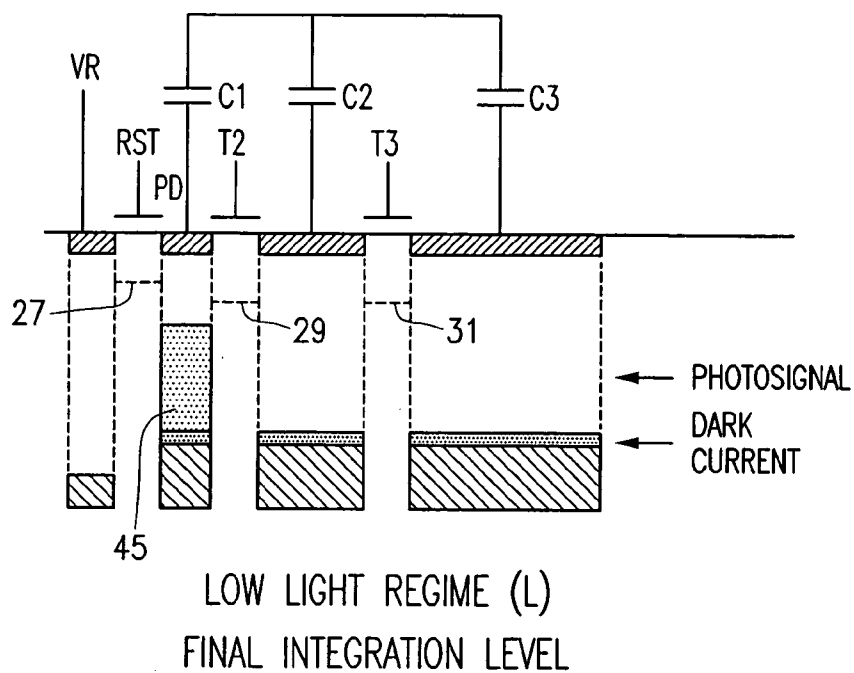 VR
C1
C2
C3
RST
T2
T3
PD
27
29
31
PHOTOSIGNAL
DARK
CURRENT
45
LOW LIGHT REGIME (L)
FINAL INTEGRATION LEVEL